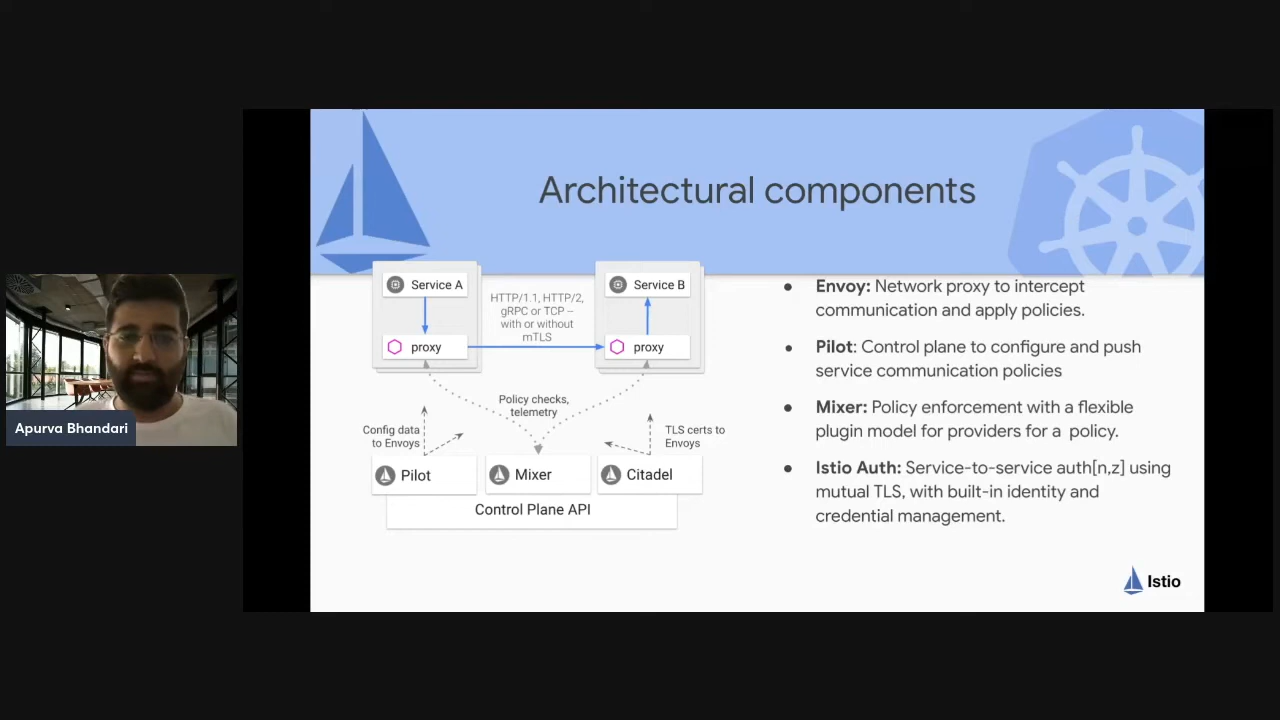 Architectural components
Service A
proxy
HTTP/1.1, HTTP/2,
gRPC or TCP –
with or without
mTLS
Service B
proxy
Policy checks,
telemetry
Config data
to Envoys
TLS certs to
Envoys
Pilot
Mixer
Citadel
Control Plane API
● Envoy: Network proxy to intercept
communication and apply policies.
● Pilot: Control plane to configure and push
service communication policies
● Mixer: Policy enforcement with a flexible
plugin model for providers for a policy.
● Istio Auth: Service-to-service auth[n,z] using
mutual TLS, with built-in identity and
credential management.
Istio
Apurva Bhandari